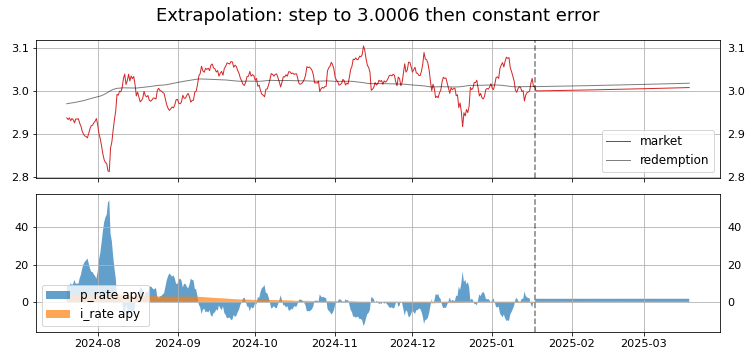 Extrapolation: step to 3.0006 then constant error
3.1 3.1
3.0 3.0
2.9 2.9
2.8 2.8
market
redemption
40 40
20 20
0 0
p_rate apy
i_rate apy
2024-08 2024-09 2024-10 2024-11 2024-12 2025-01 2025-02 2025-03